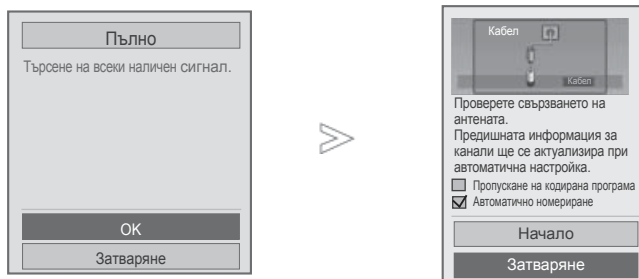 Пълно
Търсене на всеки наличен сигнал.
OK
Затваряне
Кабел
Кабел
Проверете свързването на
антената.
Предишната информация за
канали ще се актуализира при
автоматична настройка.
Пропускане на кодирана програма
Автоматично номериране
Начало
Затваряне